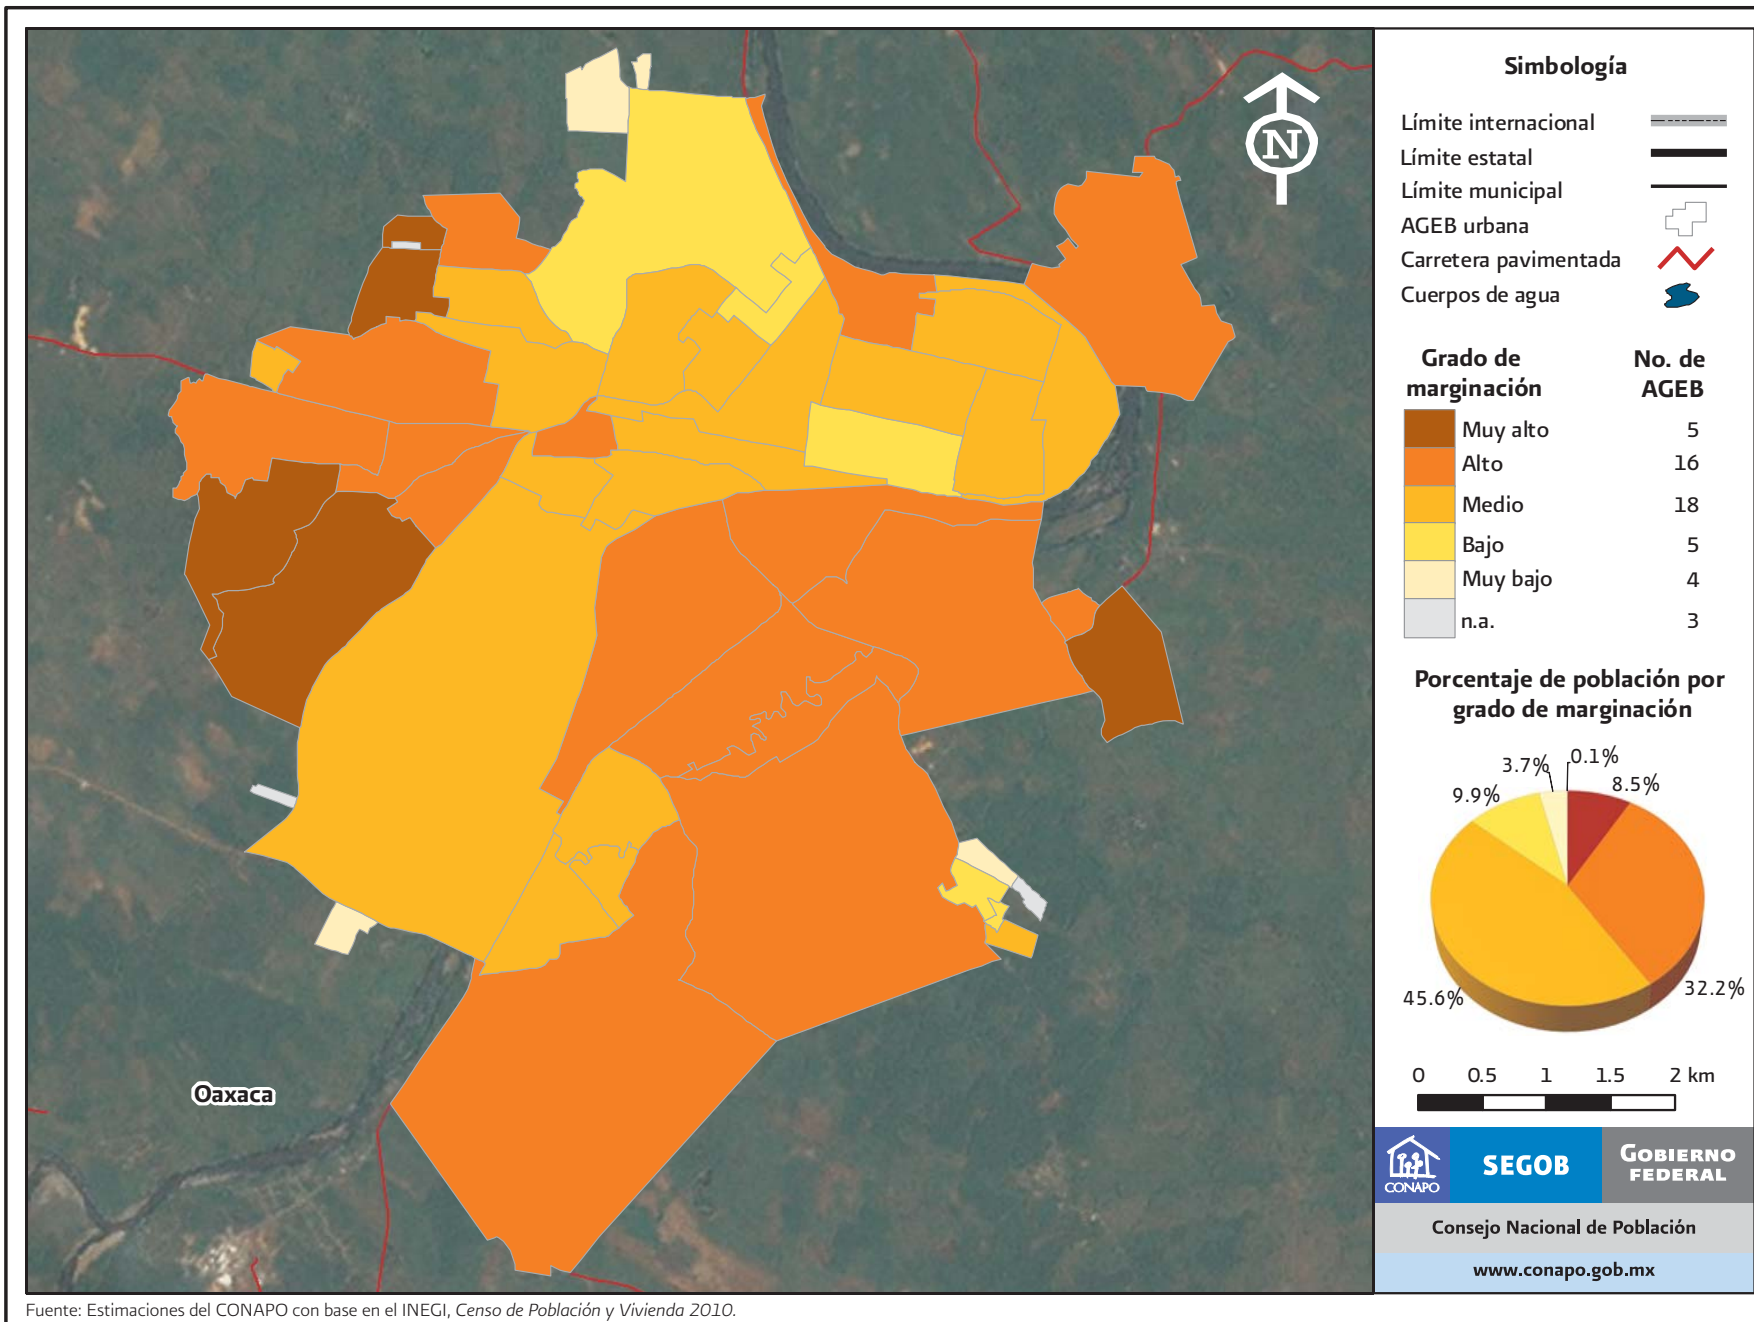 N
Oaxaca
Simbología
Límite internacional
Límite estatal
Límite municipal
AGEB urbana
Carretera pavimentada
Cuerpos de agua
Grado de marginación No. de AGEB
Muy alto 5
Alto 16
Medio 18
Bajo 5
Muy bajo 4
n.a. 3
Porcentaje de población por
grado de marginación
0.1%
3.7%
8.5%
9.9%
45.6%
32.2%
0 0.5 1 1.5 2 km
CONAPO
SEGOB
GOBIERNO
FEDERAL
Consejo Nacional de Población
www.conapo.gob.mx
Fuente: Estimaciones del CONAPO con base en el INEGI, Censo de Población y Vivienda 2010.